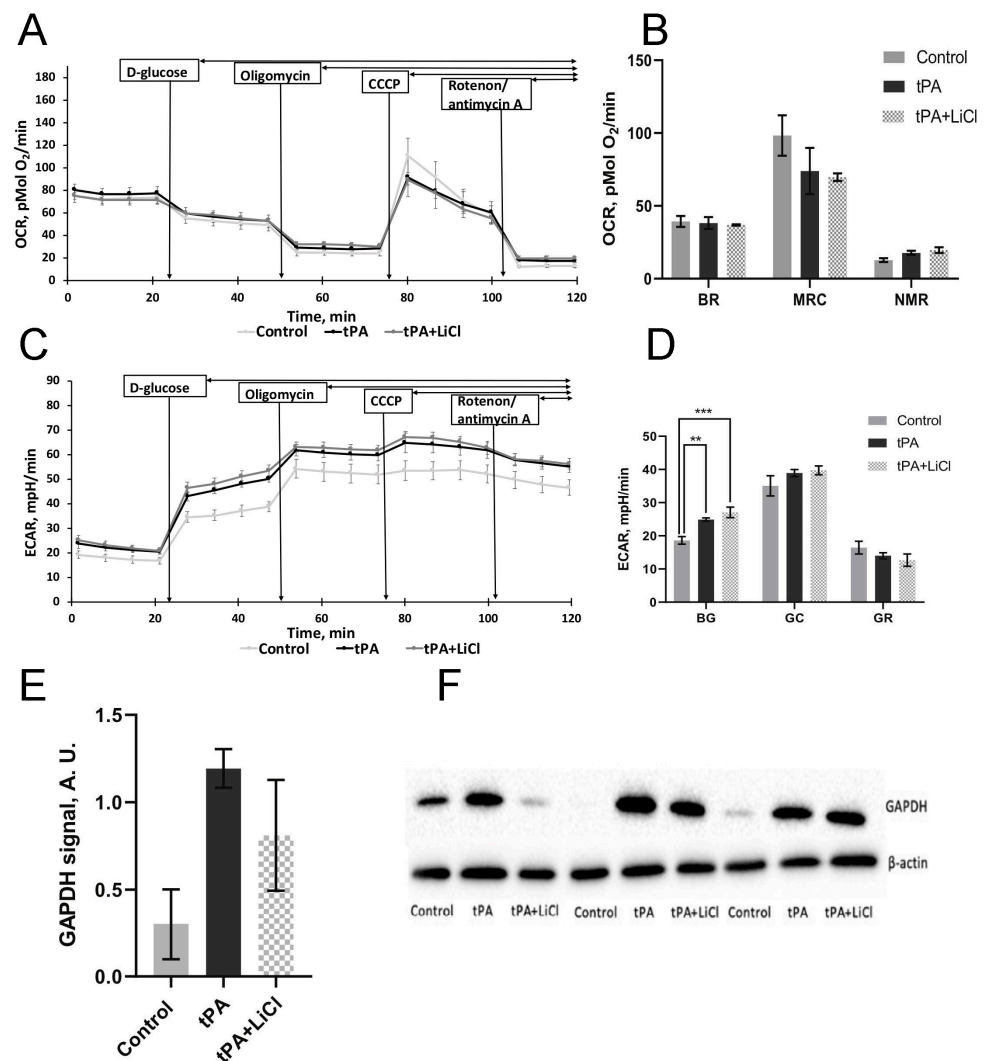 A
D-glucose
Oligomycin
CCCP
Rotenon/
antimycin A
OCR, pMol O₂/min
180
160
140
120
100
80
60
40
20
0
0 20 40 60 80 100 120
Time, min
Control tPA tPA+LiCl
B
Control
tPA
tPA+LiCl
OCR, pMol O₂/min
150
100
50
0
BR MRC NMR
C
D-glucose
Oligomycin
CCCP
Rotenon/
antimycin A
ECAR, mpH/min
90
80
70
60
50
40
30
20
10
0
0 20 40 60 80 100 120
Time, min
Control tPA tPA+LiCl
D
Control
tPA
tPA+LiCl
***
**
ECAR, mpH/min
50
40
30
20
10
0
BG GC GR
E
GAPDH signal, A. U.
1.5
1.0
0.5
0.0
Control
tPA
tPA+LiCl
F
GAPDH
β-actin
Control tPA tPA+LiCl Control tPA tPA+LiCl Control tPA tPA+LiCl